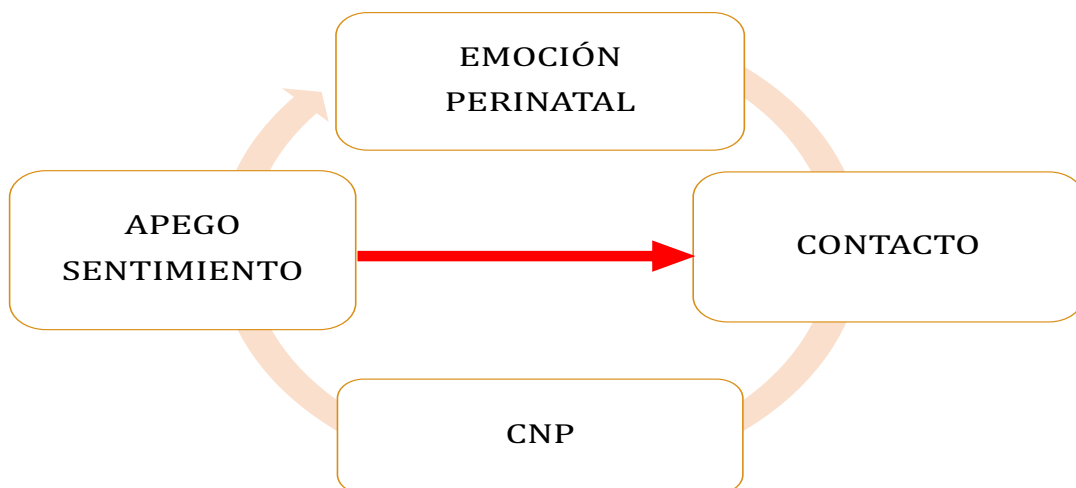 EMOCIÓN
PERINATAL
APEGO
SENTIMIENTO
CONTACTO
CNP